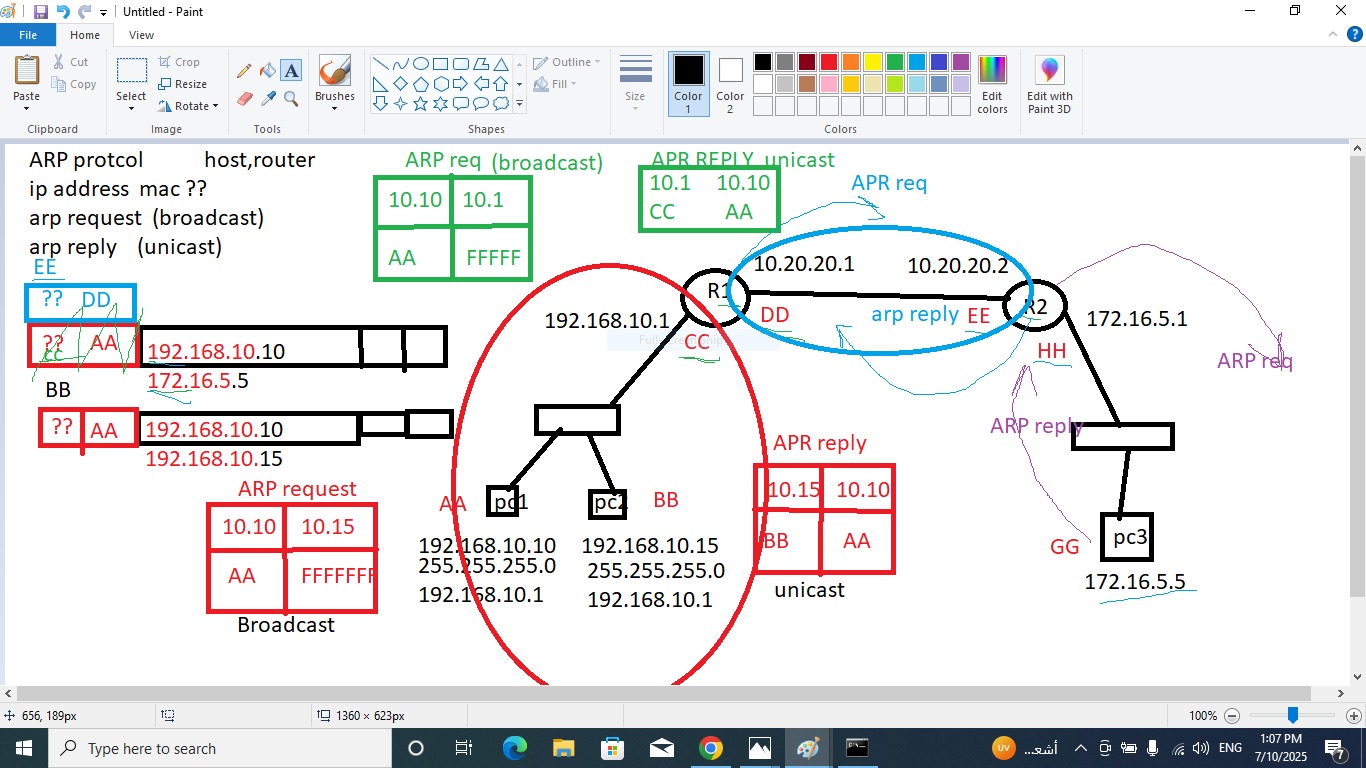 Untitled - Paint
File
Home
View
Paste
Cut
Copy
Clipboard
Select
Crop
Resize
Rotate
Image
Tools
Brushes
Shapes
Outline
Fill
Size
Color 1
Color 2
Colors
Edit colors
Edit with Paint 3D
ARP protcol host,router
ip address mac ??
arp request (broadcast)
arp reply (unicast)
EE
?? DD
?? AA
CC
192.168.10.10
172.16.5.5
BB
?? AA
192.168.10.10
192.168.10.15
ARP req (broadcast)
10.10 10.1
AA FFFFF
APR REPLY unicast
10.1 10.10
CC AA
APR req
10.20.20.1
10.20.20.2
R1
R2
DD
arp reply EE
192.168.10.1
CC
172.16.5.1
HH
ARP req
ARP reply
ARP request
10.10 10.15
AA FFFFFFF
Broadcast
AA
pc1
pc2
BB
192.168.10.10
255.255.255.0
192.168.10.1
192.168.10.15
255.255.255.0
192.168.10.1
APR reply
10.15 10.10
BB AA
unicast
GG
pc3
172.16.5.5
656, 189px
1360 × 623px
100%
Type here to search
UV
أشع...
ENG
1:07 PM
7/10/2025
7